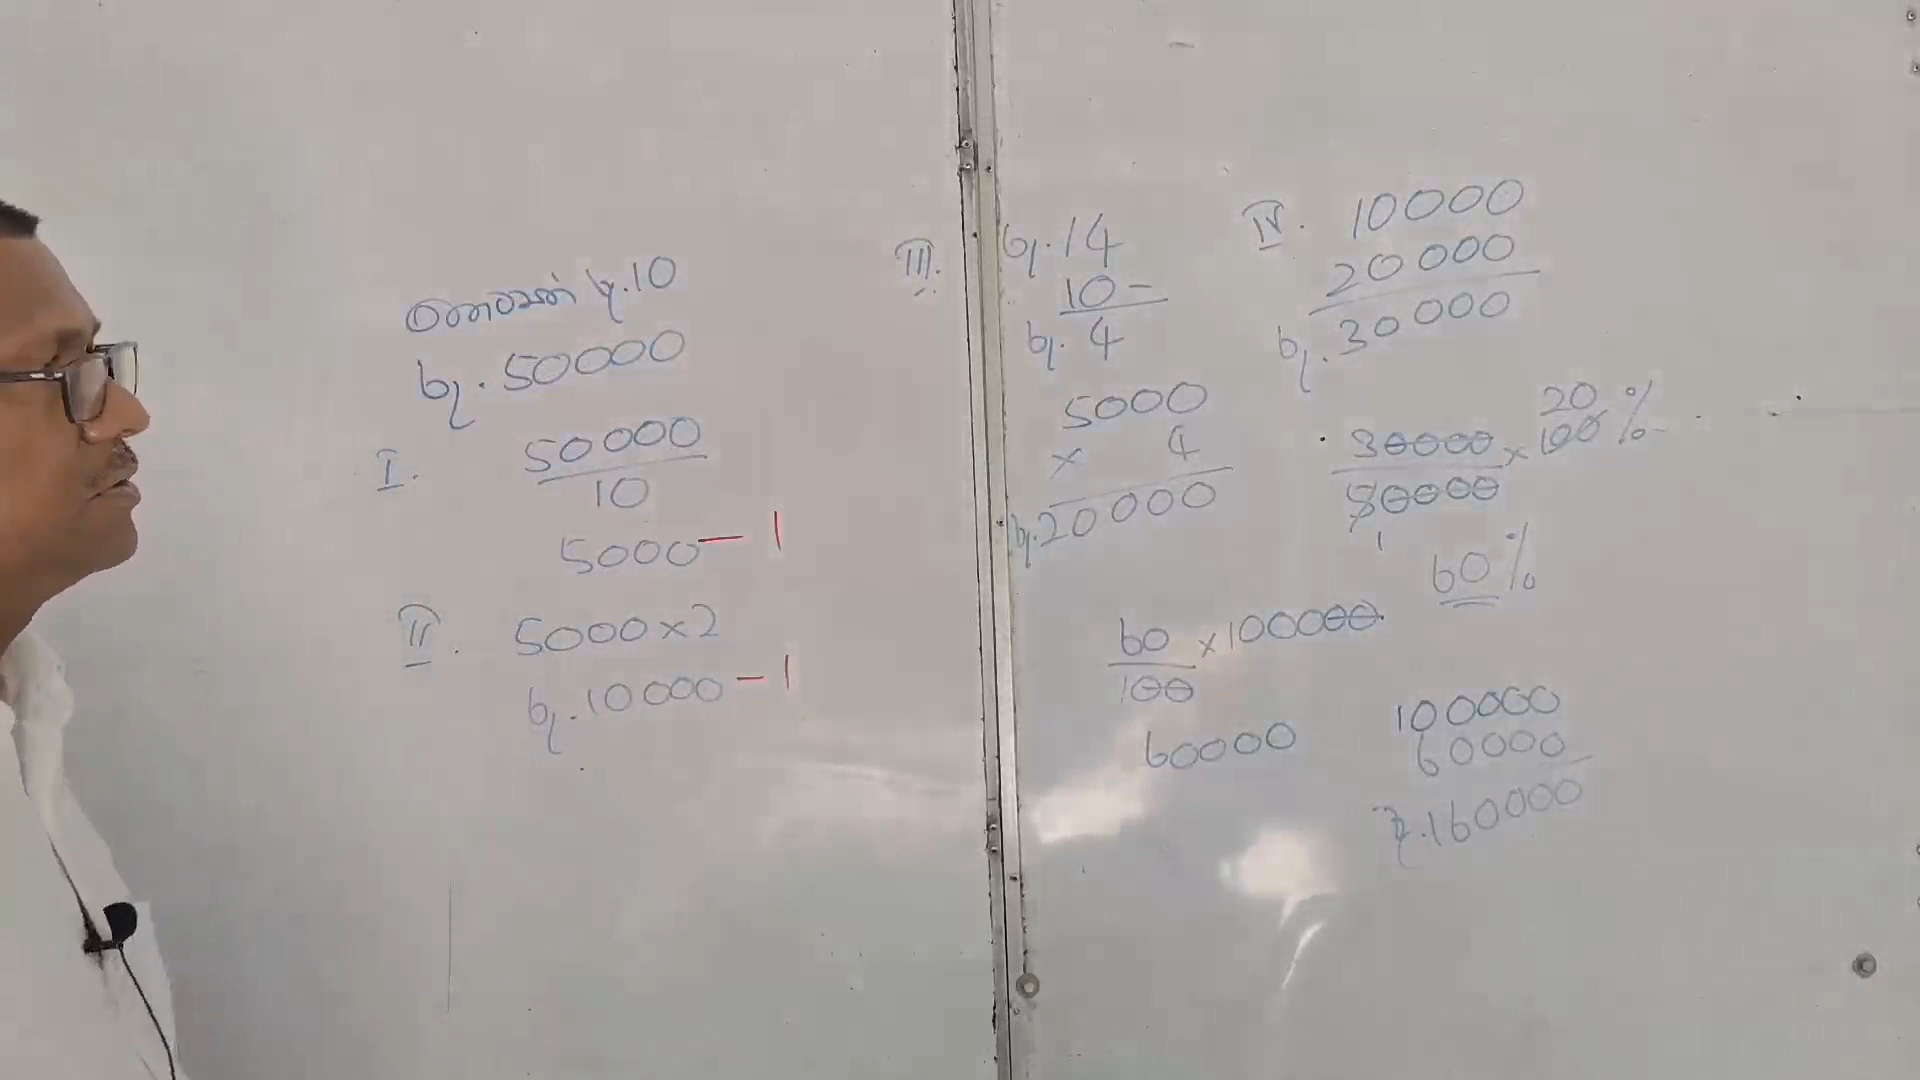 රු.10
රු.50000
I. 50000
10
5000 — 1
II. 5000 × 2
රු.10000 — 1
III. රු.14
10 –
රු. 4
5000
× 4
රු.20000
IV. 10000
20000
රු.30000
20 %
30000 × 100 %
50000
1
60 %
60 × 100000
100
60000
100000
60000
රු.160000